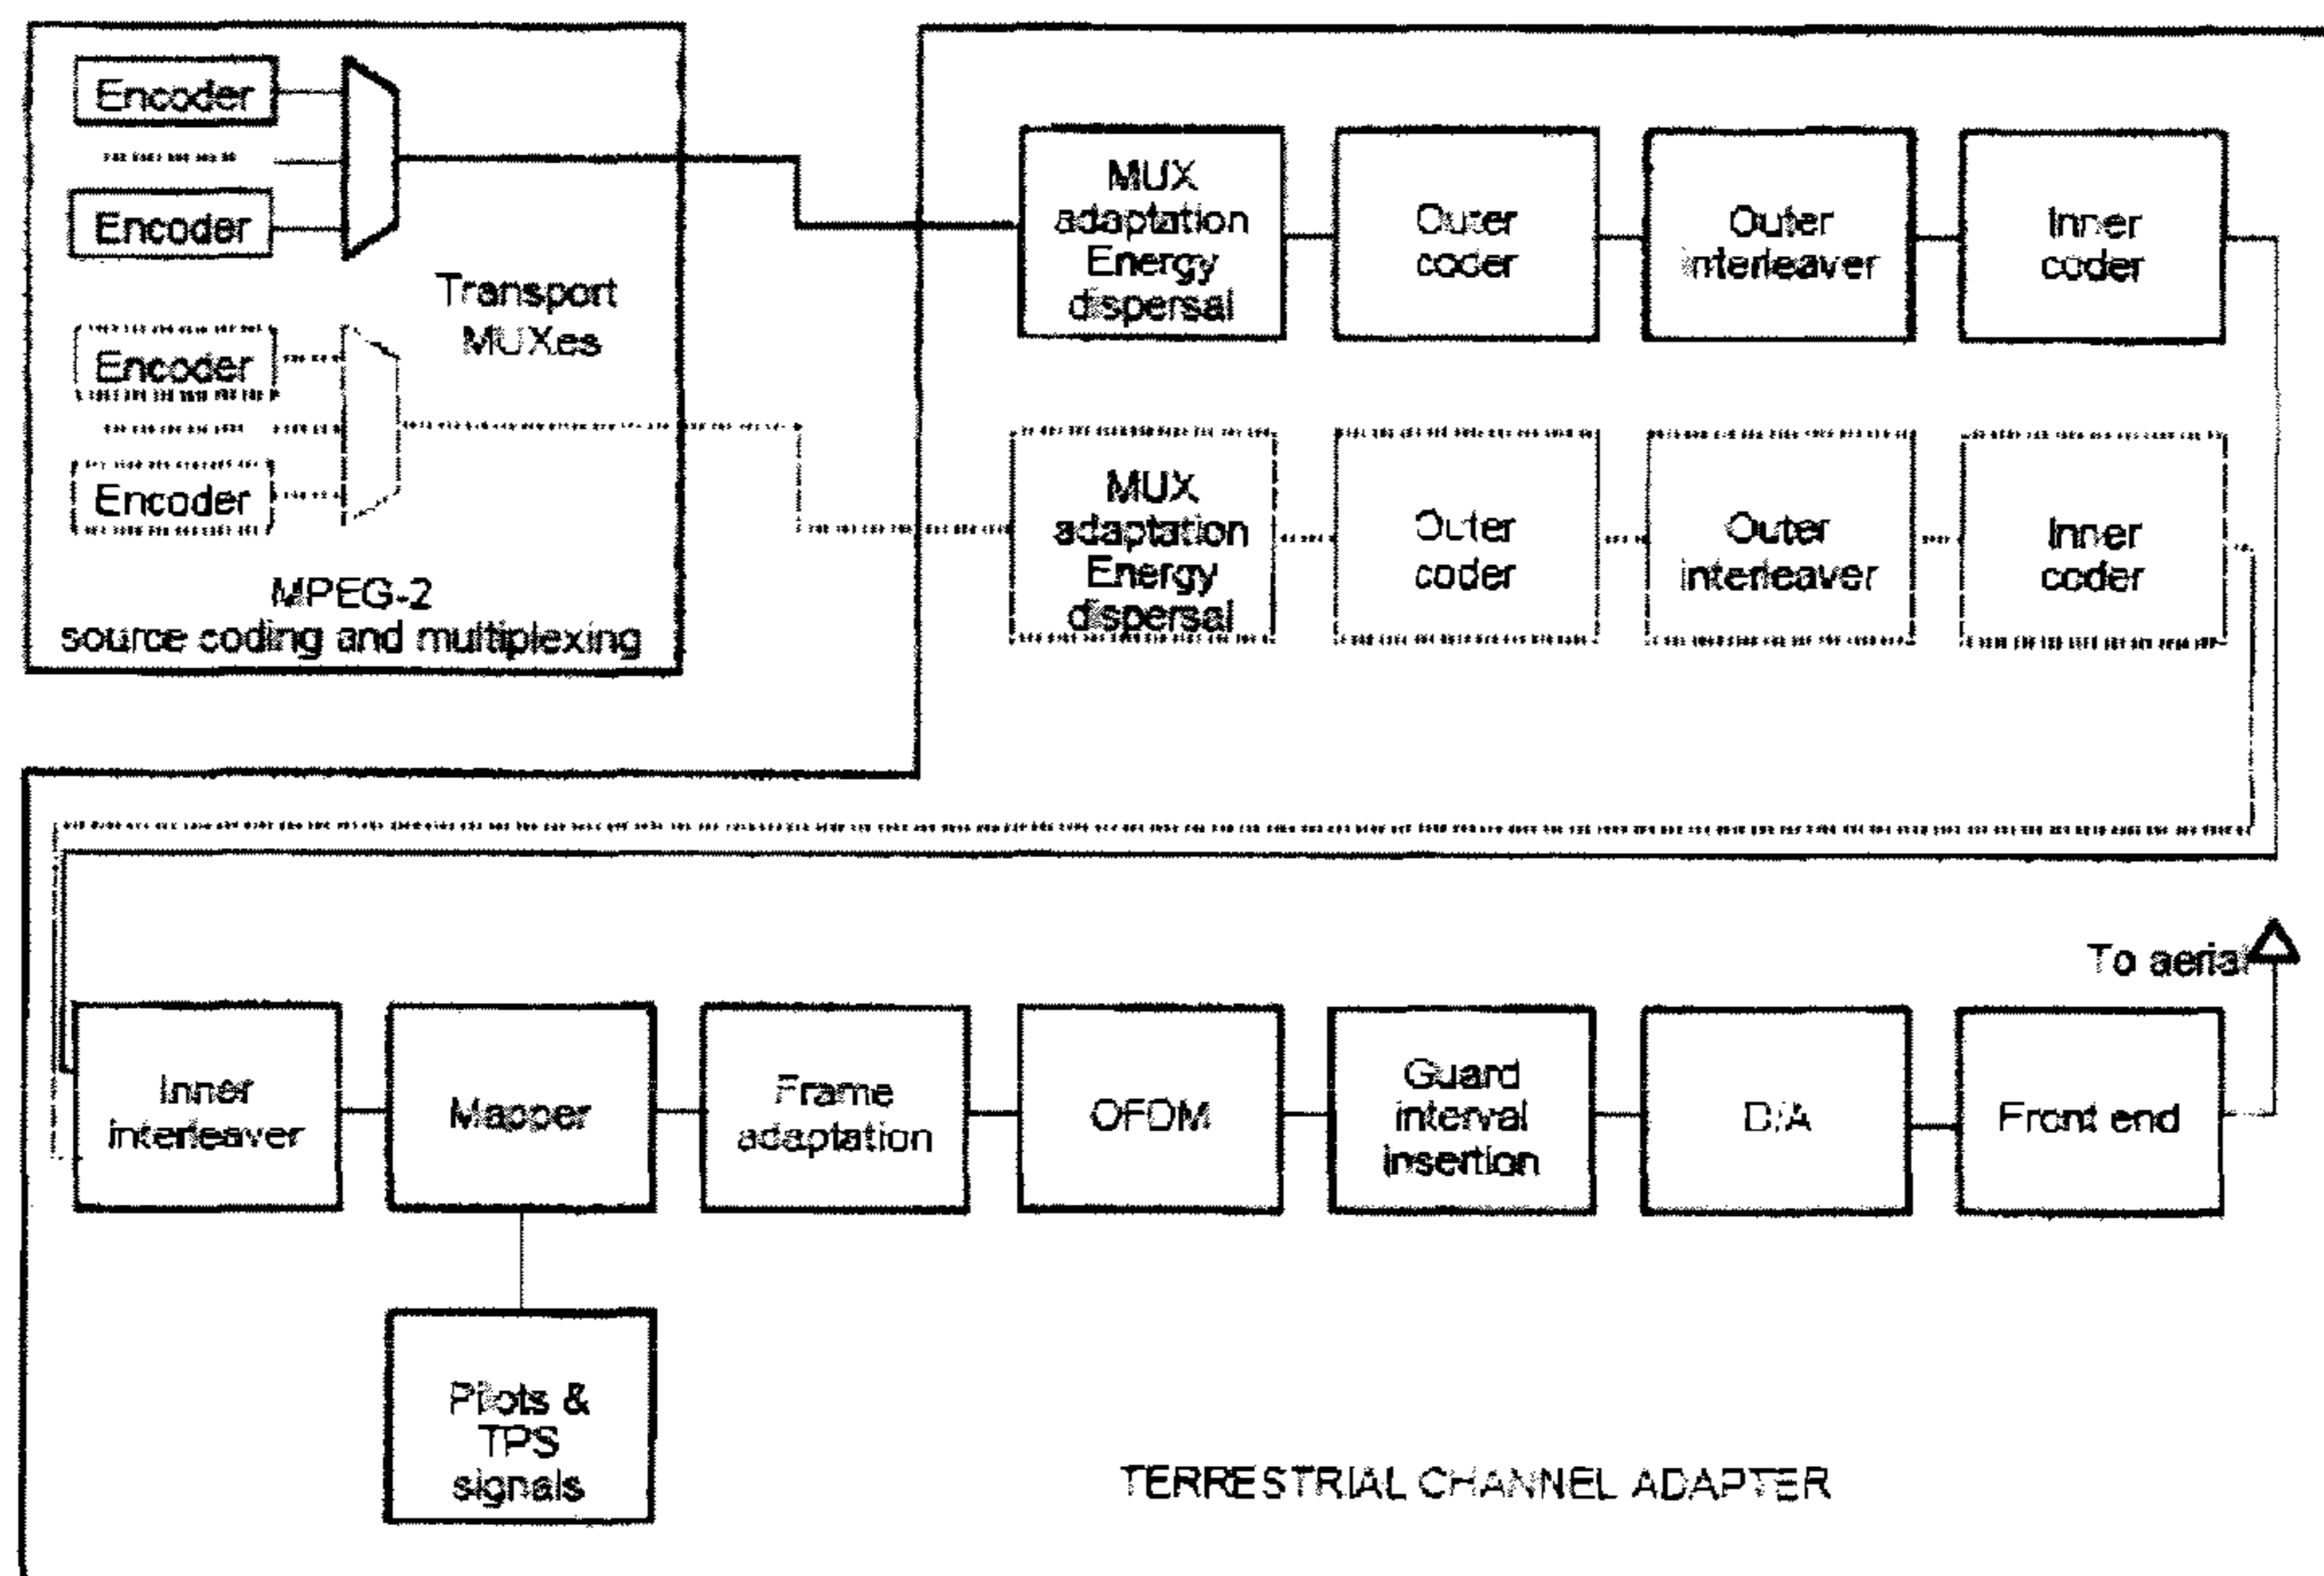 Encoder
Encoder
Transport
MUXes
Encoder
Encoder
MPEG-2
source coding and multiplexing
MUX
adaptation
Energy
dispersal
Outer
coder
Outer
interleaver
Inner
coder
MUX
adaptation
Energy
dispersal
Outer
coder
Outer
interleaver
Inner
coder
To aerial
Inner
interleaver
Mapper
Frame
adaptation
OFDM
Guard
interval
insertion
D/A
Front end
Pilots &
TPS
signals
TERRESTRIAL CHANNEL ADAPTER